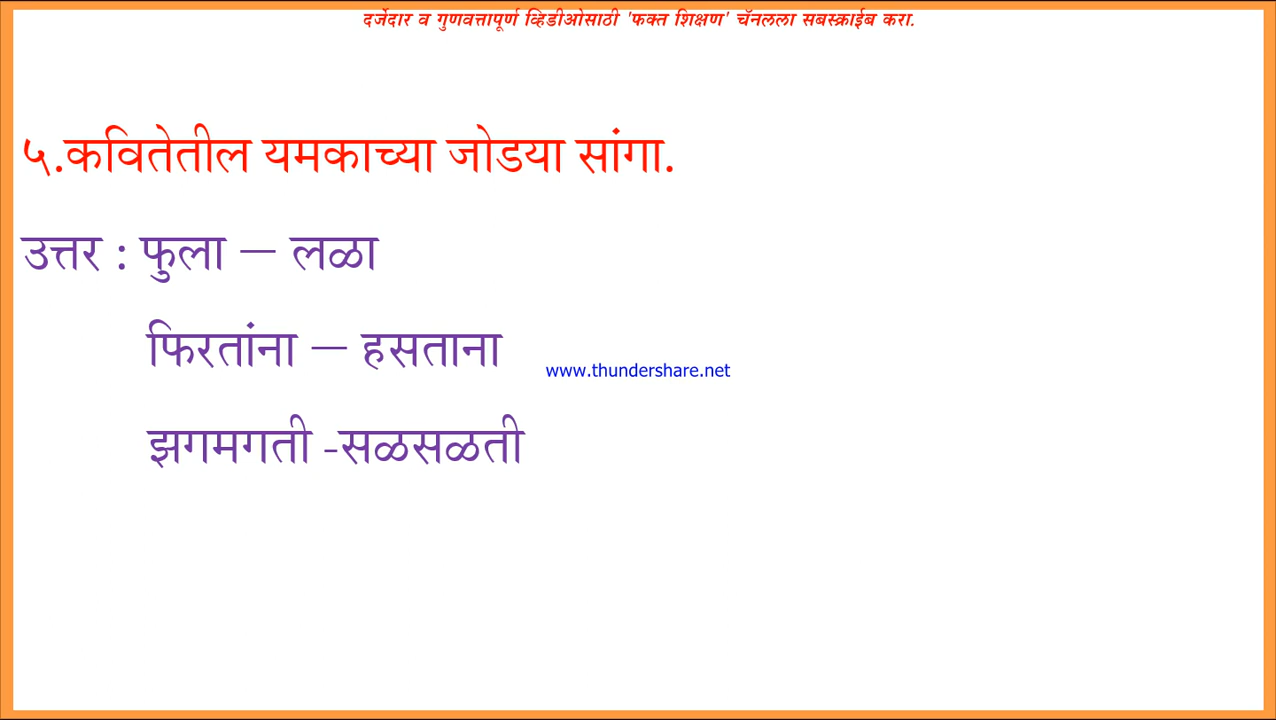 दर्जेदार व गुणवत्तापूर्ण व्हिडीओसाठी 'फक्त शिक्षण' चॅनलला सबस्क्राईब करा.
५.कवितेतील यमकाच्या जोडया सांगा.
उत्तर : फुला – लळा
फिरतांना – हसताना
www.thundershare.net
झगमगती -सळसळती